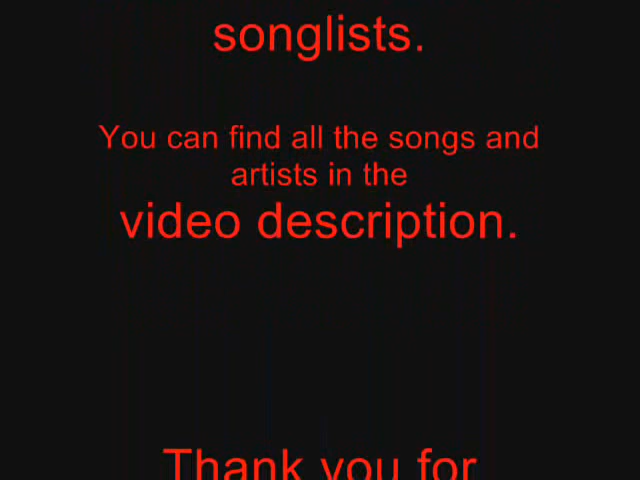 songlists.
You can find all the songs and
artists in the
video description.
Thank you for